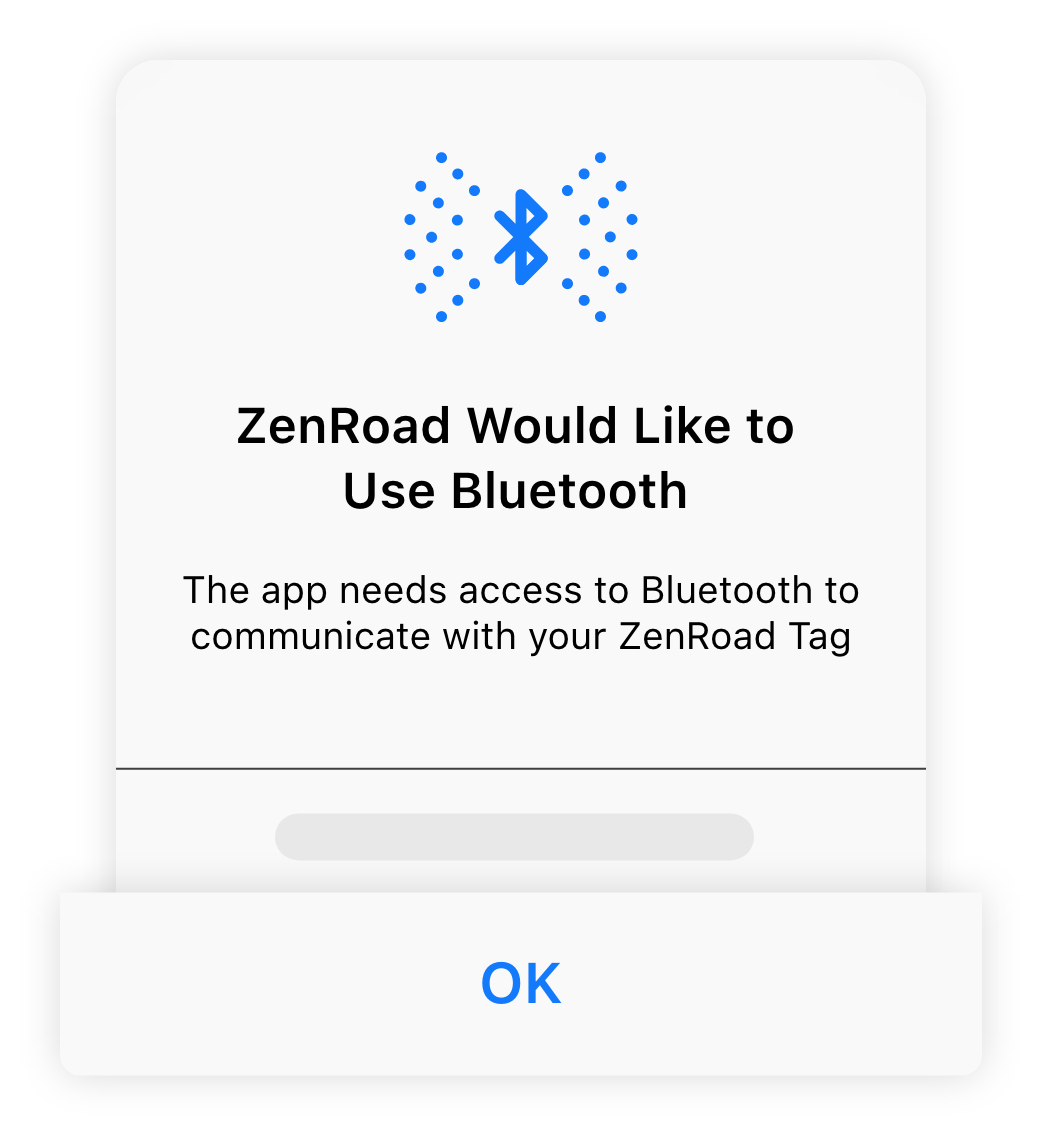 ZenRoad Would Like to
Use Bluetooth
The app needs access to Bluetooth to
communicate with your ZenRoad Tag
OK